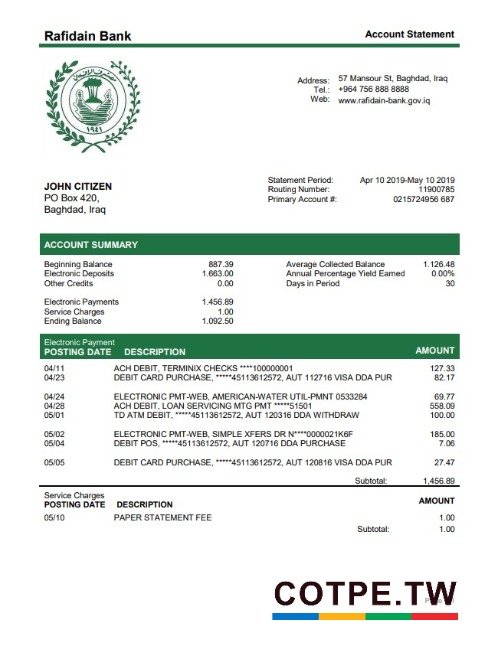 Rafidain Bank Account Statement
Address: 57 Mansour St, Baghdad, Iraq
Tel.: +964 756 888 8888
Web: www.rafidain-bank.gov.iq
١٩٤١
JOHN CITIZEN
PO Box 420,
Baghdad, Iraq
Statement Period: Apr 10 2019-May 10 2019
Routing Number: 11900785
Primary Account #: 0215724956 687
ACCOUNT SUMMARY
Beginning Balance 887.39 Average Collected Balance 1.126.48
Electronic Deposits 1.663.00 Annual Percentage Yield Earned 0.00%
Other Credits 0.00 Days in Period 30
Electronic Payments 1.456.89
Service Charges 1.00
Ending Balance 1.092.50
Electronic Payment
POSTING DATE DESCRIPTION AMOUNT
04/11 ACH DEBIT, TERMINIX CHECKS ****100000001 127.33
04/23 DEBIT CARD PURCHASE, *****45113612572, AUT 112716 VISA DDA PUR 82.17
04/24 ELECTRONIC PMT-WEB, AMERICAN-WATER UTIL-PMNT 0533284 69.77
04/28 ACH DEBIT, LOAN SERVICING MTG PMT *****51501 558.09
05/01 TD ATM DEBIT, *****45113612572, AUT 120316 DDA WITHDRAW 100.00
05/02 ELECTRONIC PMT-WEB, SIMPLE XFERS DR N****0000021K6F 185.00
05/04 DEBIT POS, *****45113612572, AUT 120716 DDA PURCHASE 7.06
05/05 DEBIT CARD PURCHASE, *****45113612572, AUT 120816 VISA DDA PUR 27.47
Subtotal: 1,456.89
Service Charges
POSTING DATE DESCRIPTION AMOUNT
05/10 PAPER STATEMENT FEE 1.00
Subtotal: 1.00
COTPE.TW